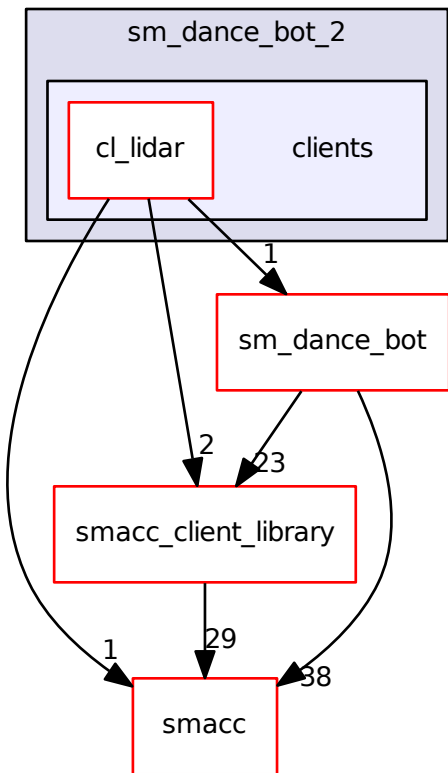 sm_dance_bot_2
cl_lidar
clients
1
sm_dance_bot
2
23
smacc_client_library
29
1
38
smacc